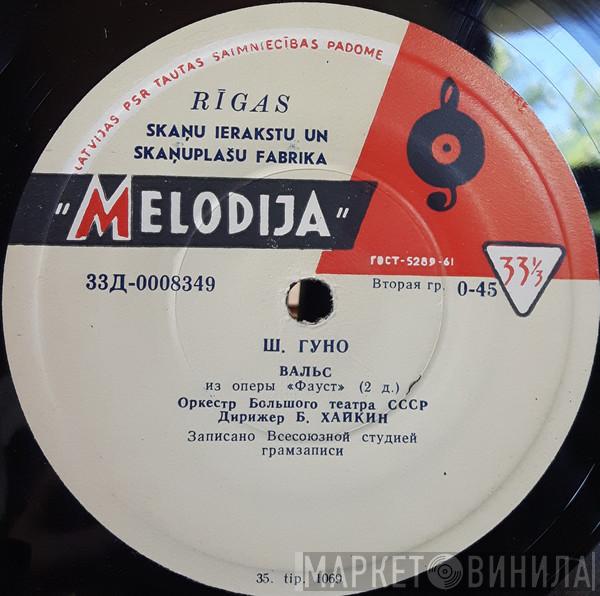 LATVIJAS PSR TAUTAS SAIMNIECĪBAS PADOME
RĪGAS
SKAŅU IERAKSTU UN
SKAŅUPLAŠU FABRIKA
"MELODIJA"
ГОСТ-5289-61
33Д-0008349
Вторая гр. 0-45
33⅓
Ш. ГУНО
ВАЛЬС
из оперы «Фауст» (2 д.)
Оркестр Большого театра СССР
Дирижер Б. ХАЙКИН
Записано Всесоюзной студией
грамзаписи
35. tip. 1069
МАРКЕТ ВИНИЛА